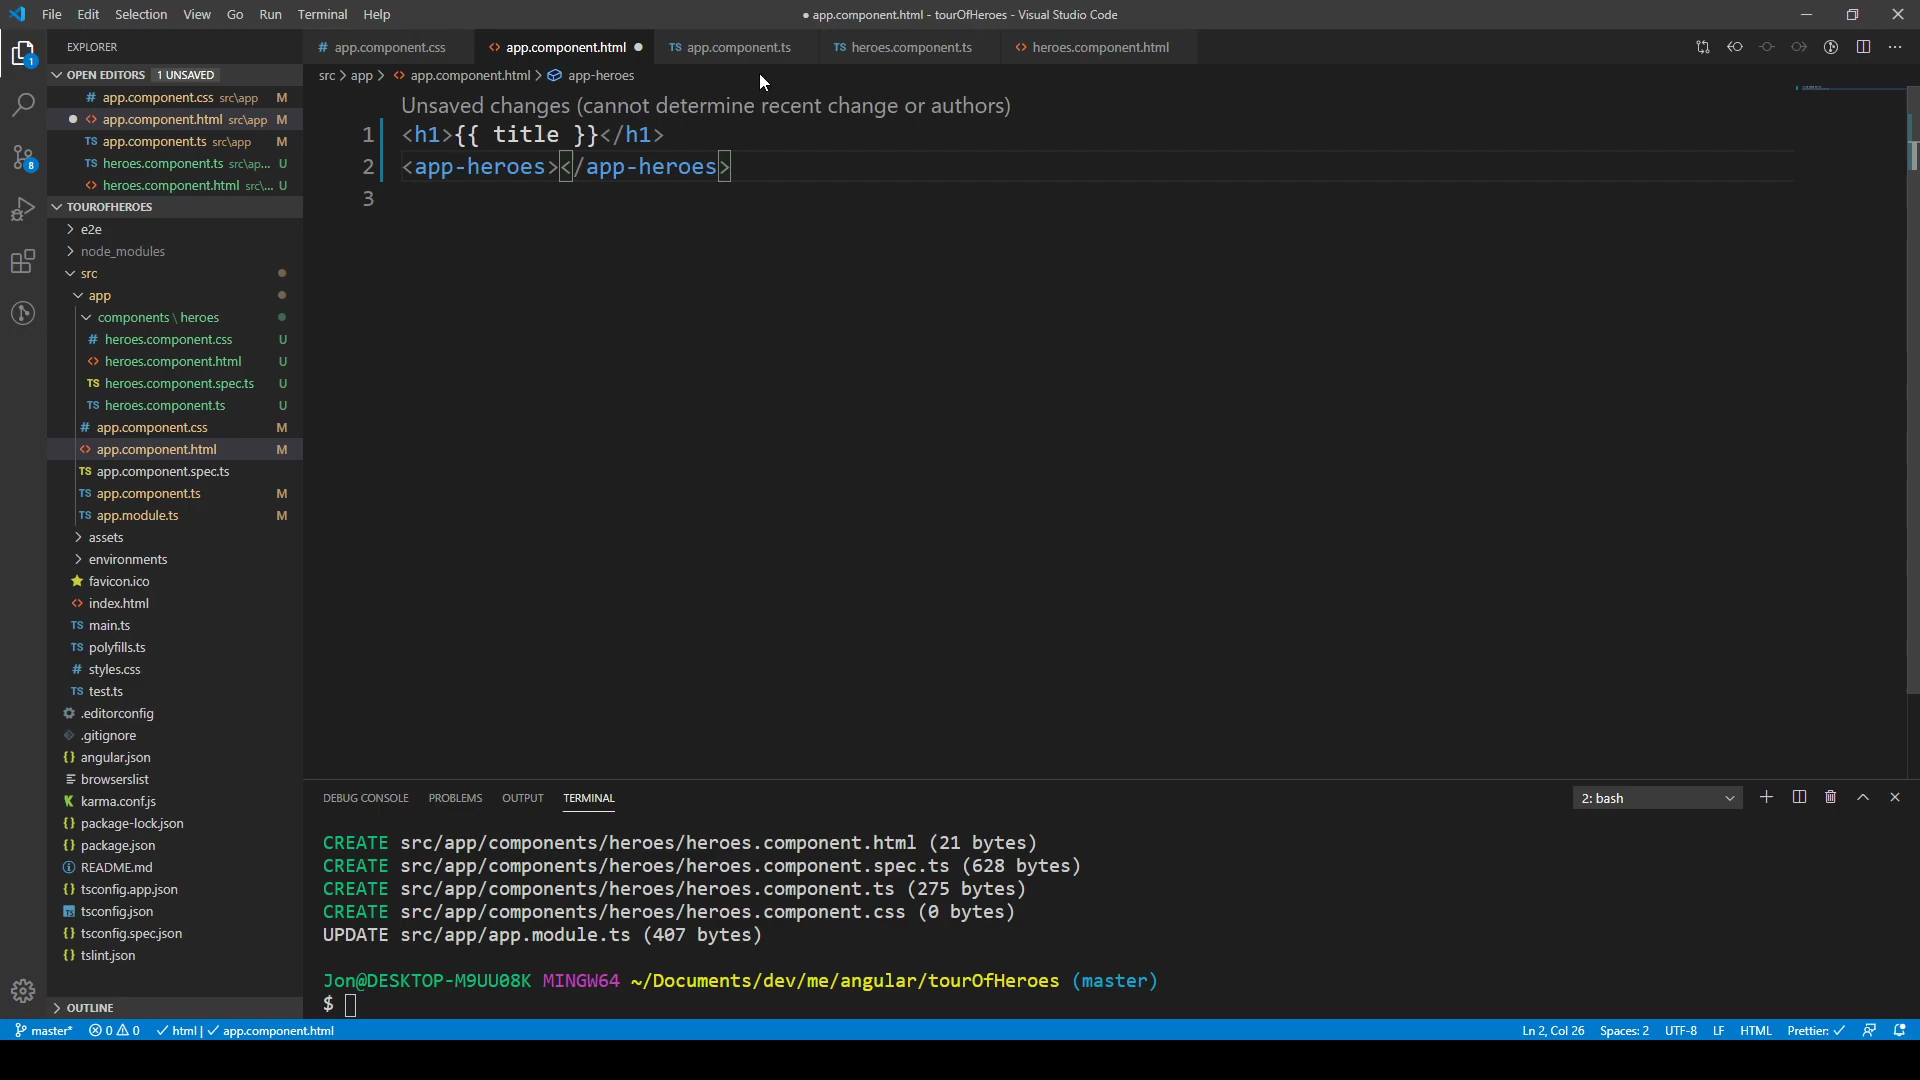 File Edit Selection View Go Run Terminal Help
● app.component.html - tourOfHeroes - Visual Studio Code
EXPLORER
app.component.css
app.component.html
TS app.component.ts
TS heroes.component.ts
heroes.component.html
1
OPEN EDITORS 1 UNSAVED
src > app > app.component.html > app-heroes
# app.component.css src\app M
app.component.html src\app M
TS app.component.ts src\app M
TS heroes.component.ts src\ap... U
heroes.component.html src\... U
Unsaved changes (cannot determine recent change or authors)
1 <h1>{{ title }}</h1>
2 <app-heroes></app-heroes>
3
8
TOUROFHEROES
e2e
node_modules
src
app
components \ heroes
# heroes.component.css U
heroes.component.html U
TS heroes.component.spec.ts U
TS heroes.component.ts U
# app.component.css M
app.component.html M
TS app.component.spec.ts
TS app.component.ts M
TS app.module.ts M
assets
environments
favicon.ico
index.html
TS main.ts
TS polyfills.ts
# styles.css
TS test.ts
.editorconfig
.gitignore
{} angular.json
browserslist
karma.conf.js
{} package-lock.json
{} package.json
README.md
{} tsconfig.app.json
tsconfig.json
{} tsconfig.spec.json
{} tslint.json
OUTLINE
DEBUG CONSOLE PROBLEMS OUTPUT TERMINAL
2: bash
CREATE src/app/components/heroes/heroes.component.html (21 bytes)
CREATE src/app/components/heroes/heroes.component.spec.ts (628 bytes)
CREATE src/app/components/heroes/heroes.component.ts (275 bytes)
CREATE src/app/components/heroes/heroes.component.css (0 bytes)
UPDATE src/app/app.module.ts (407 bytes)
Jon@DESKTOP-M9UU08K MINGW64 ~/Documents/dev/me/angular/tourOfHeroes (master)
$
master* 0 0 html | app.component.html
Ln 2, Col 26 Spaces: 2 UTF-8 LF HTML Prettier: ✓